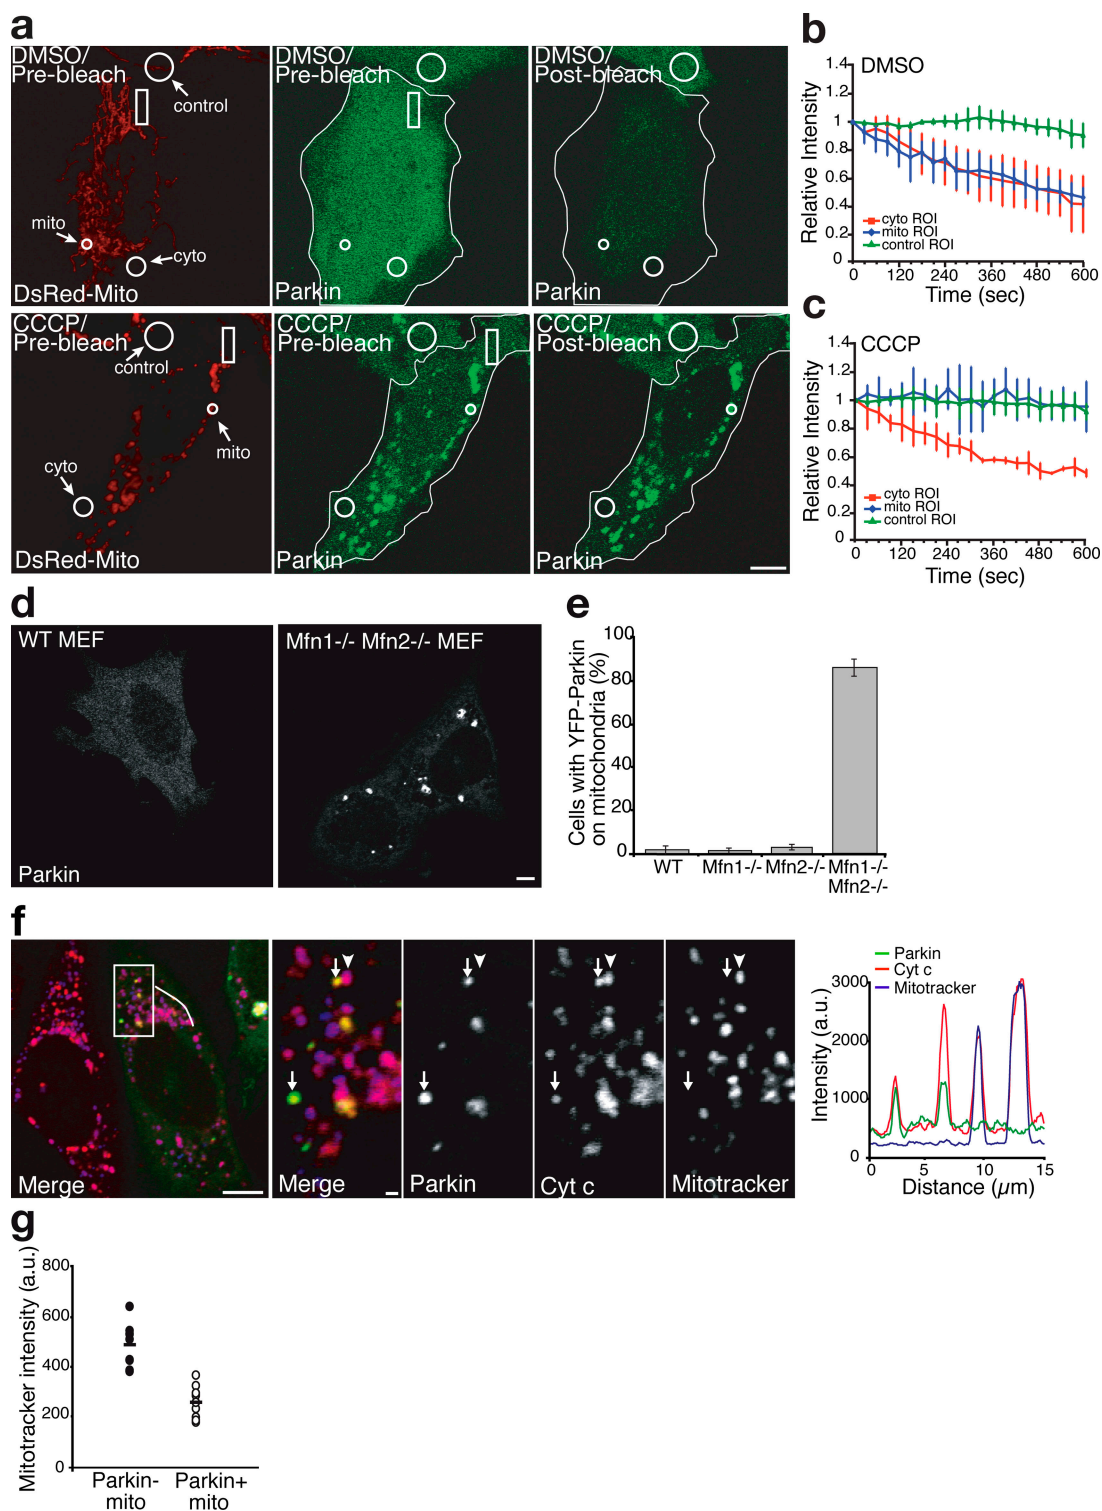 a
DMSO/
Pre-bleach
control
mito
cyto
DsRed-Mito
DMSO/
Pre-bleach
Parkin
DMSO/
Post-bleach
Parkin
CCCP/
Pre-bleach
control
mito
cyto
DsRed-Mito
CCCP/
Pre-bleach
Parkin
CCCP/
Post-bleach
Parkin
b
DMSO
Relative Intensity
1.4
1.2
1
0.8
0.6
0.4
0.2
0
cyto ROI
mito ROI
control ROI
0 120 240 360 480 600
Time (sec)
c
CCCP
Relative Intensity
1.4
1.2
1
0.8
0.6
0.4
0.2
0
cyto ROI
mito ROI
control ROI
0 120 240 360 480 600
Time (sec)
d
WT MEF
Parkin
Mfn1-/- Mfn2-/- MEF
e
Cells with YFP-Parkin
on mitochondria (%)
100
80
60
40
20
0
WT Mfn1-/- Mfn2-/- Mfn1-/-
Mfn2-/-
f
Merge
Merge
Parkin
Cyt c
Mitotracker
Parkin
Cyt c
Mitotracker
Intensity (a.u.)
3000
2000
1000
0
0 5 10 15
Distance (µm)
g
Mitotracker intensity (a.u.)
800
600
400
200
0
Parkin-
mito
Parkin+
mito